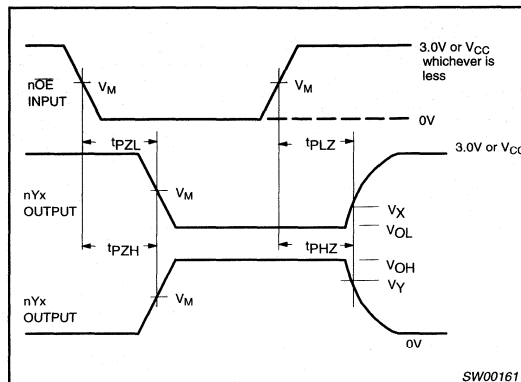 3.0V or VCC
whichever is
less
nOE
INPUT
VM
VM
0V
tPZL
tPLZ
3.0V or VCC
nYx
OUTPUT
VM
VX
VOL
tPZH
tPHZ
VOH
VY
nYx
OUTPUT
VM
0V
SW00161